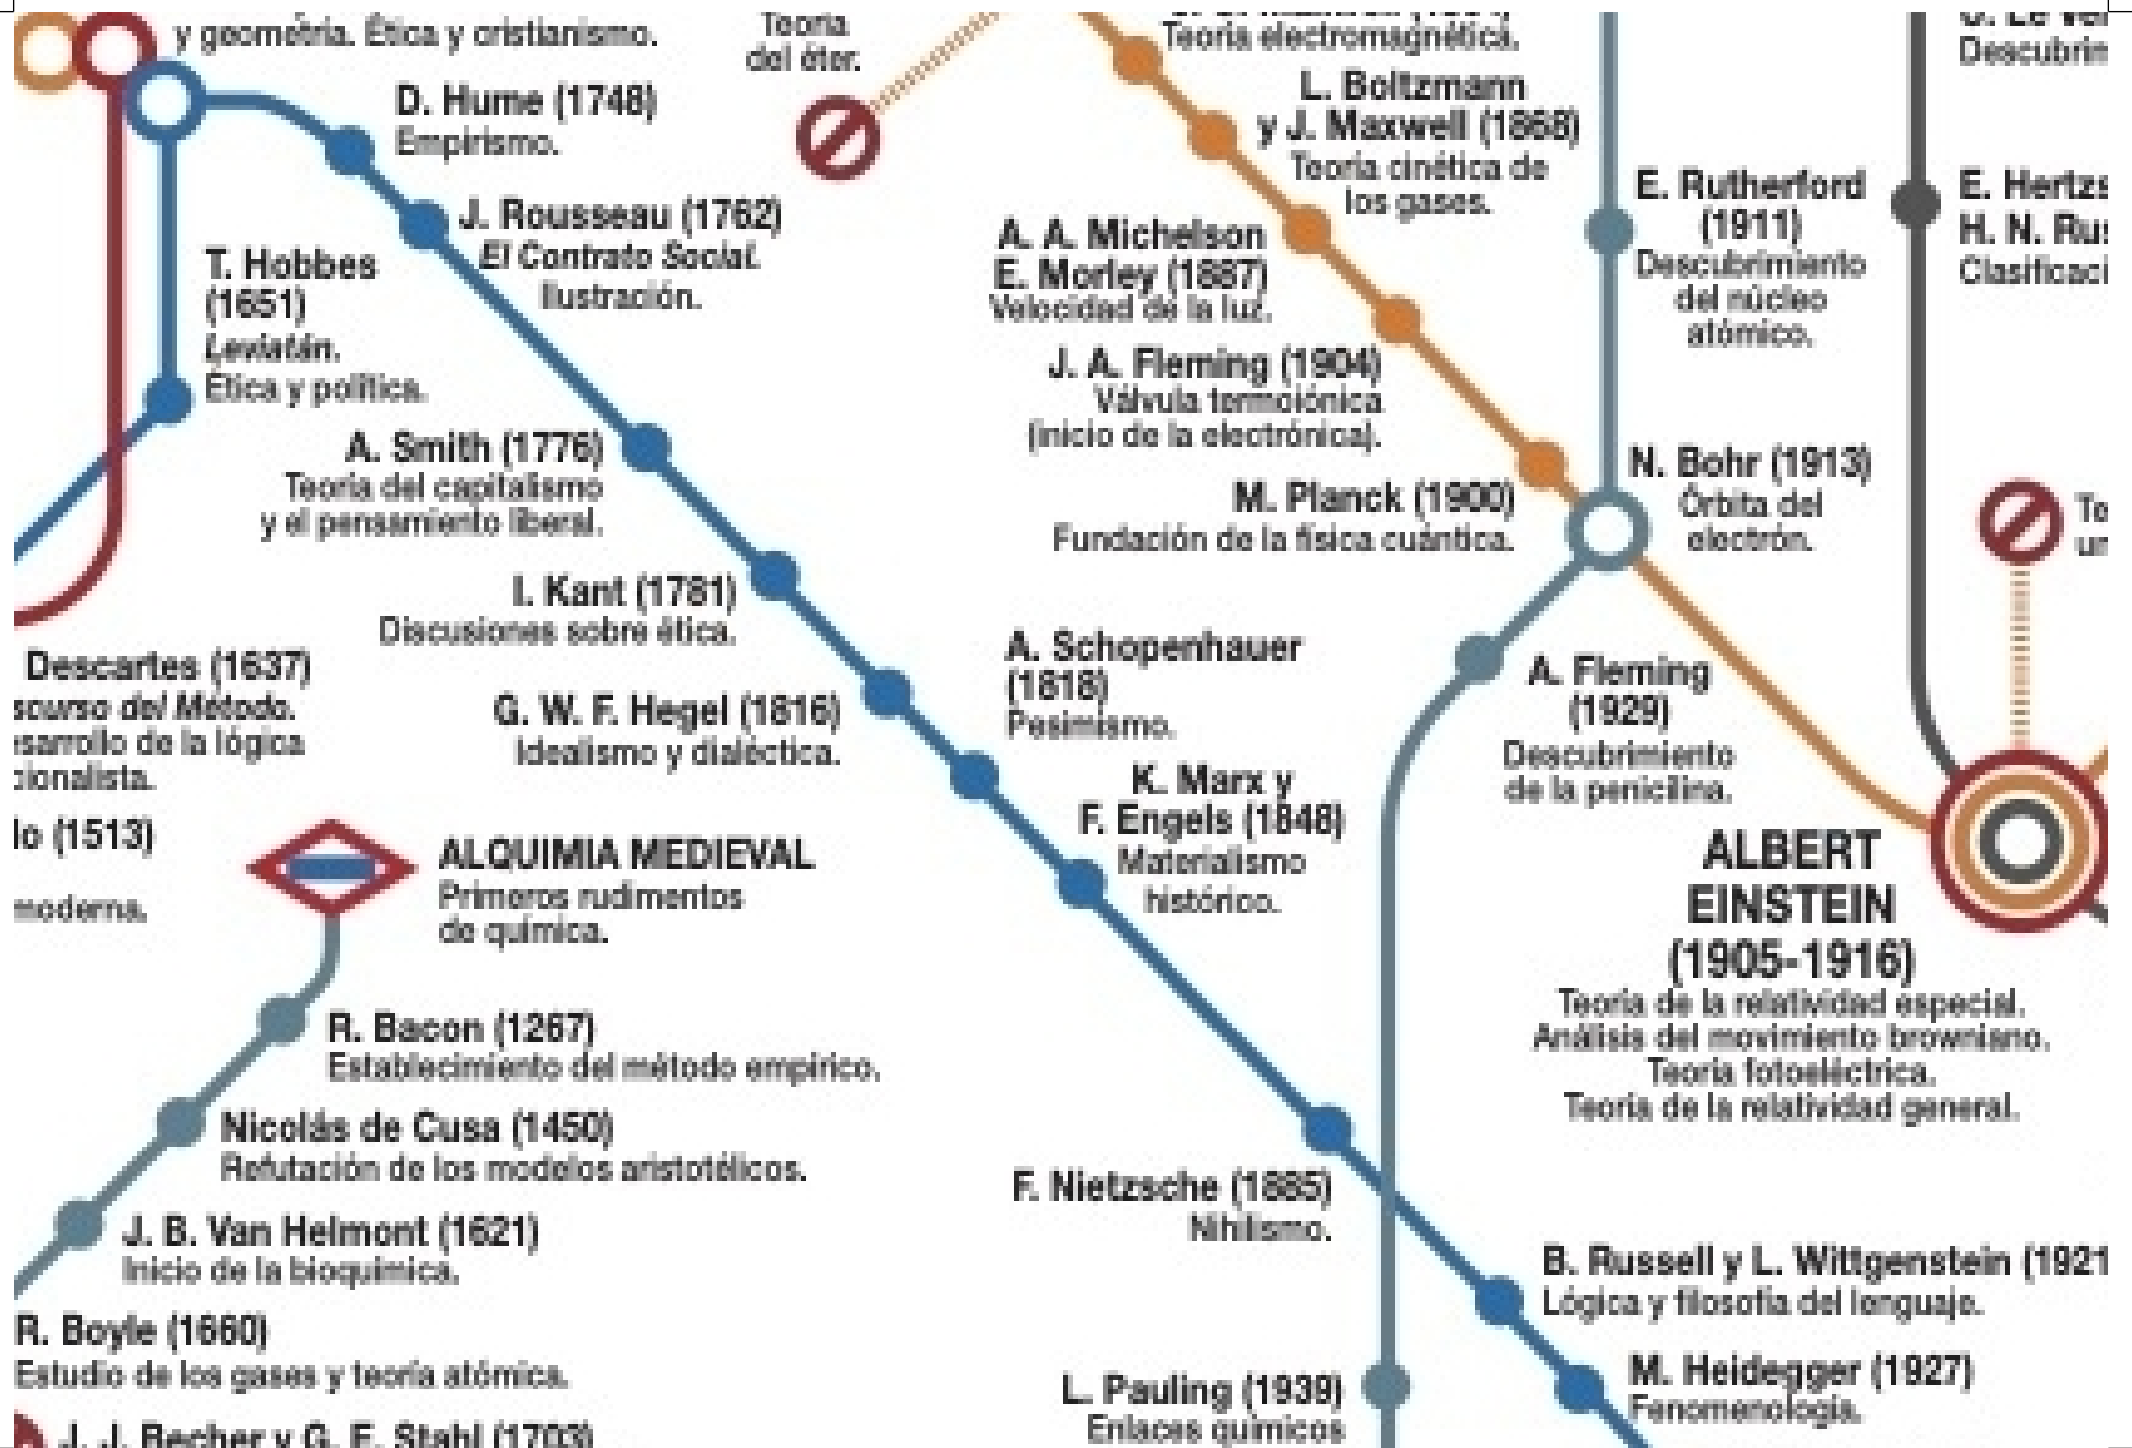 y geometría. Ética y cristianismo.
D. Hume (1748)
Empirismo.
J. Rousseau (1762)
El Contrato Social.
Ilustración.
T. Hobbes
(1651)
Leviatán.
Ética y política.
A. Smith (1776)
Teoría del capitalismo
y el pensamiento liberal.
I. Kant (1781)
Discusiones sobre ética.
G. W. F. Hegel (1816)
Idealismo y dialéctica.
A. Schopenhauer
(1818)
Pesimismo.
K. Marx y
F. Engels (1848)
Materialismo
histórico.
F. Nietzsche (1885)
Nihilismo.
B. Russell y L. Wittgenstein (1921
Lógica y filosofía del lenguaje.
M. Heidegger (1927)
Fenomenología.
Teoría
del éter.
Teoría electromagnética.
L. Boltzmann
y J. Maxwell (1868)
Teoría cinética de
los gases.
A. A. Michelson
E. Morley (1887)
Velocidad de la luz.
J. A. Fleming (1904)
Válvula termoiónica
(inicio de la electrónica).
M. Planck (1900)
Fundación de la física cuántica.
E. Rutherford
(1911)
Descubrimiento
del núcleo
atómico.
N. Bohr (1913)
Órbita del
electrón.
A. Fleming
(1929)
Descubrimiento
de la penicilina.
L. Pauling (1939)
Enlaces químicos
Descubrim
E. Hertzs
H. N. Rus
Clasificaci
ALBERT
EINSTEIN
(1905-1916)
Teoría de la relatividad especial.
Análisis del movimiento browniano.
Teoría fotoeléctrica.
Teoría de la relatividad general.
Descartes (1637)
scurso del Método.
esarrollo de la lógica
cionalista.
lo (1513)
moderna.
ALQUIMIA MEDIEVAL
Primeros rudimentos
de química.
R. Bacon (1267)
Establecimiento del método empírico.
Nicolás de Cusa (1450)
Refutación de los modelos aristotélicos.
J. B. Van Helmont (1621)
Inicio de la bioquímica.
R. Boyle (1660)
Estudio de los gases y teoría atómica.
J. J. Becher y G. E. Stahl (1703)